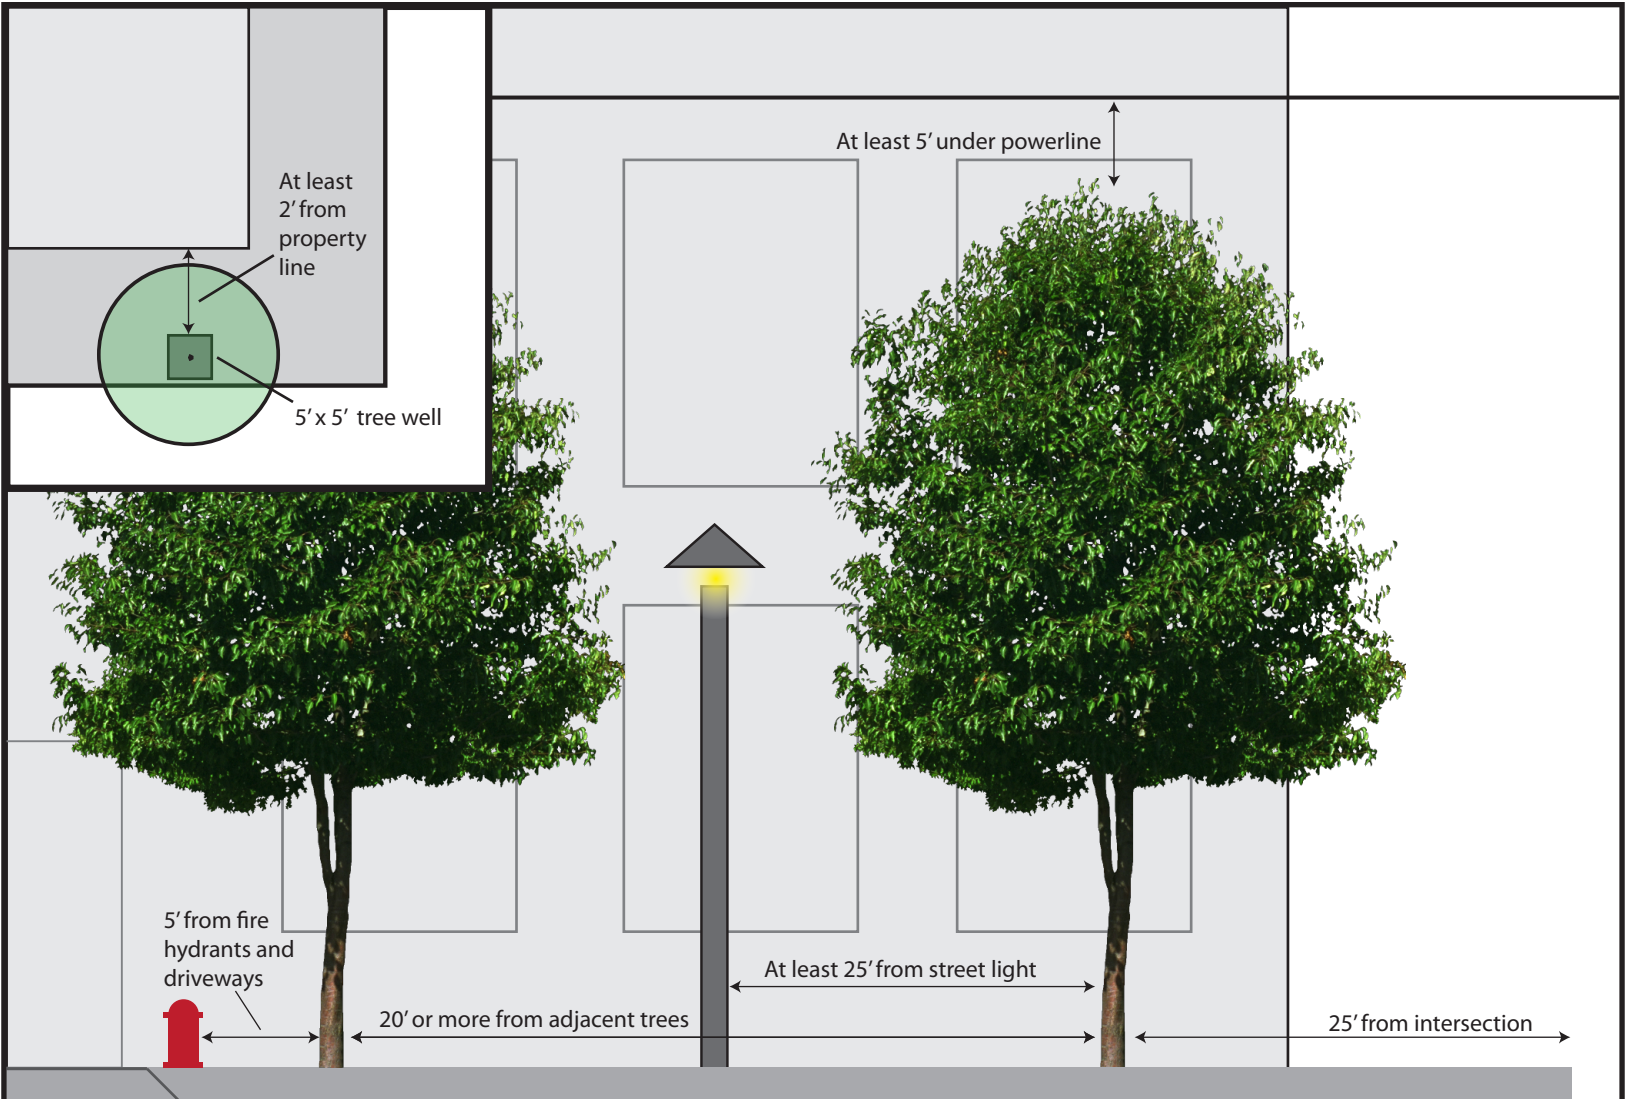 At least
2' from
property
line
5' x 5' tree well
At least 5' under powerline
5' from fire
hydrants and
driveways
At least 25' from street light
20' or more from adjacent trees
25' from intersection